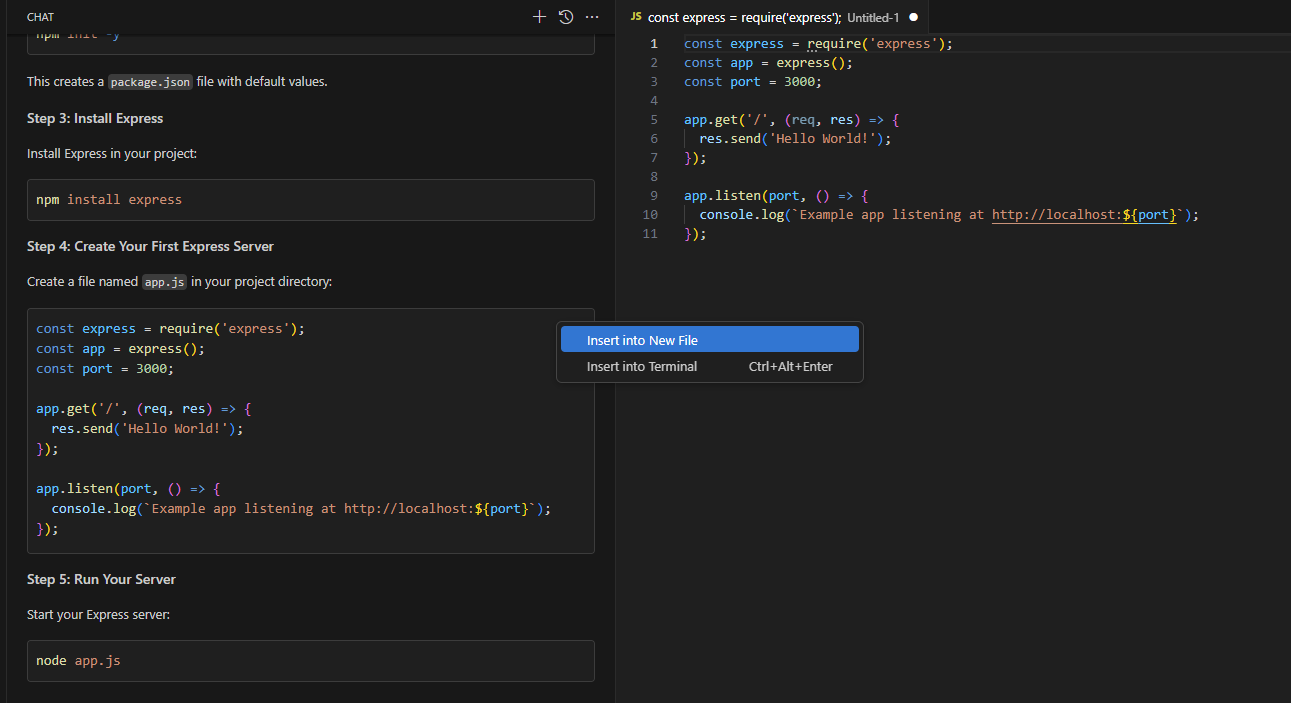 CHAT
npm init -y
This creates a package.json file with default values.
Step 3: Install Express
Install Express in your project:
npm install express
Step 4: Create Your First Express Server
Create a file named app.js in your project directory:
const express = require('express');
const app = express();
const port = 3000;
app.get('/', (req, res) => {
res.send('Hello World!');
});
app.listen(port, () => {
console.log(`Example app listening at http://localhost:${port}`);
});
Step 5: Run Your Server
Start your Express server:
node app.js
Insert into New File
Insert into Terminal Ctrl+Alt+Enter
JS const express = require('express'); Untitled-1
1 const express = require('express');
2 const app = express();
3 const port = 3000;
4
5 app.get('/', (req, res) => {
6 res.send('Hello World!');
7 });
8
9 app.listen(port, () => {
10 console.log(`Example app listening at http://localhost:${port}`);
11 });